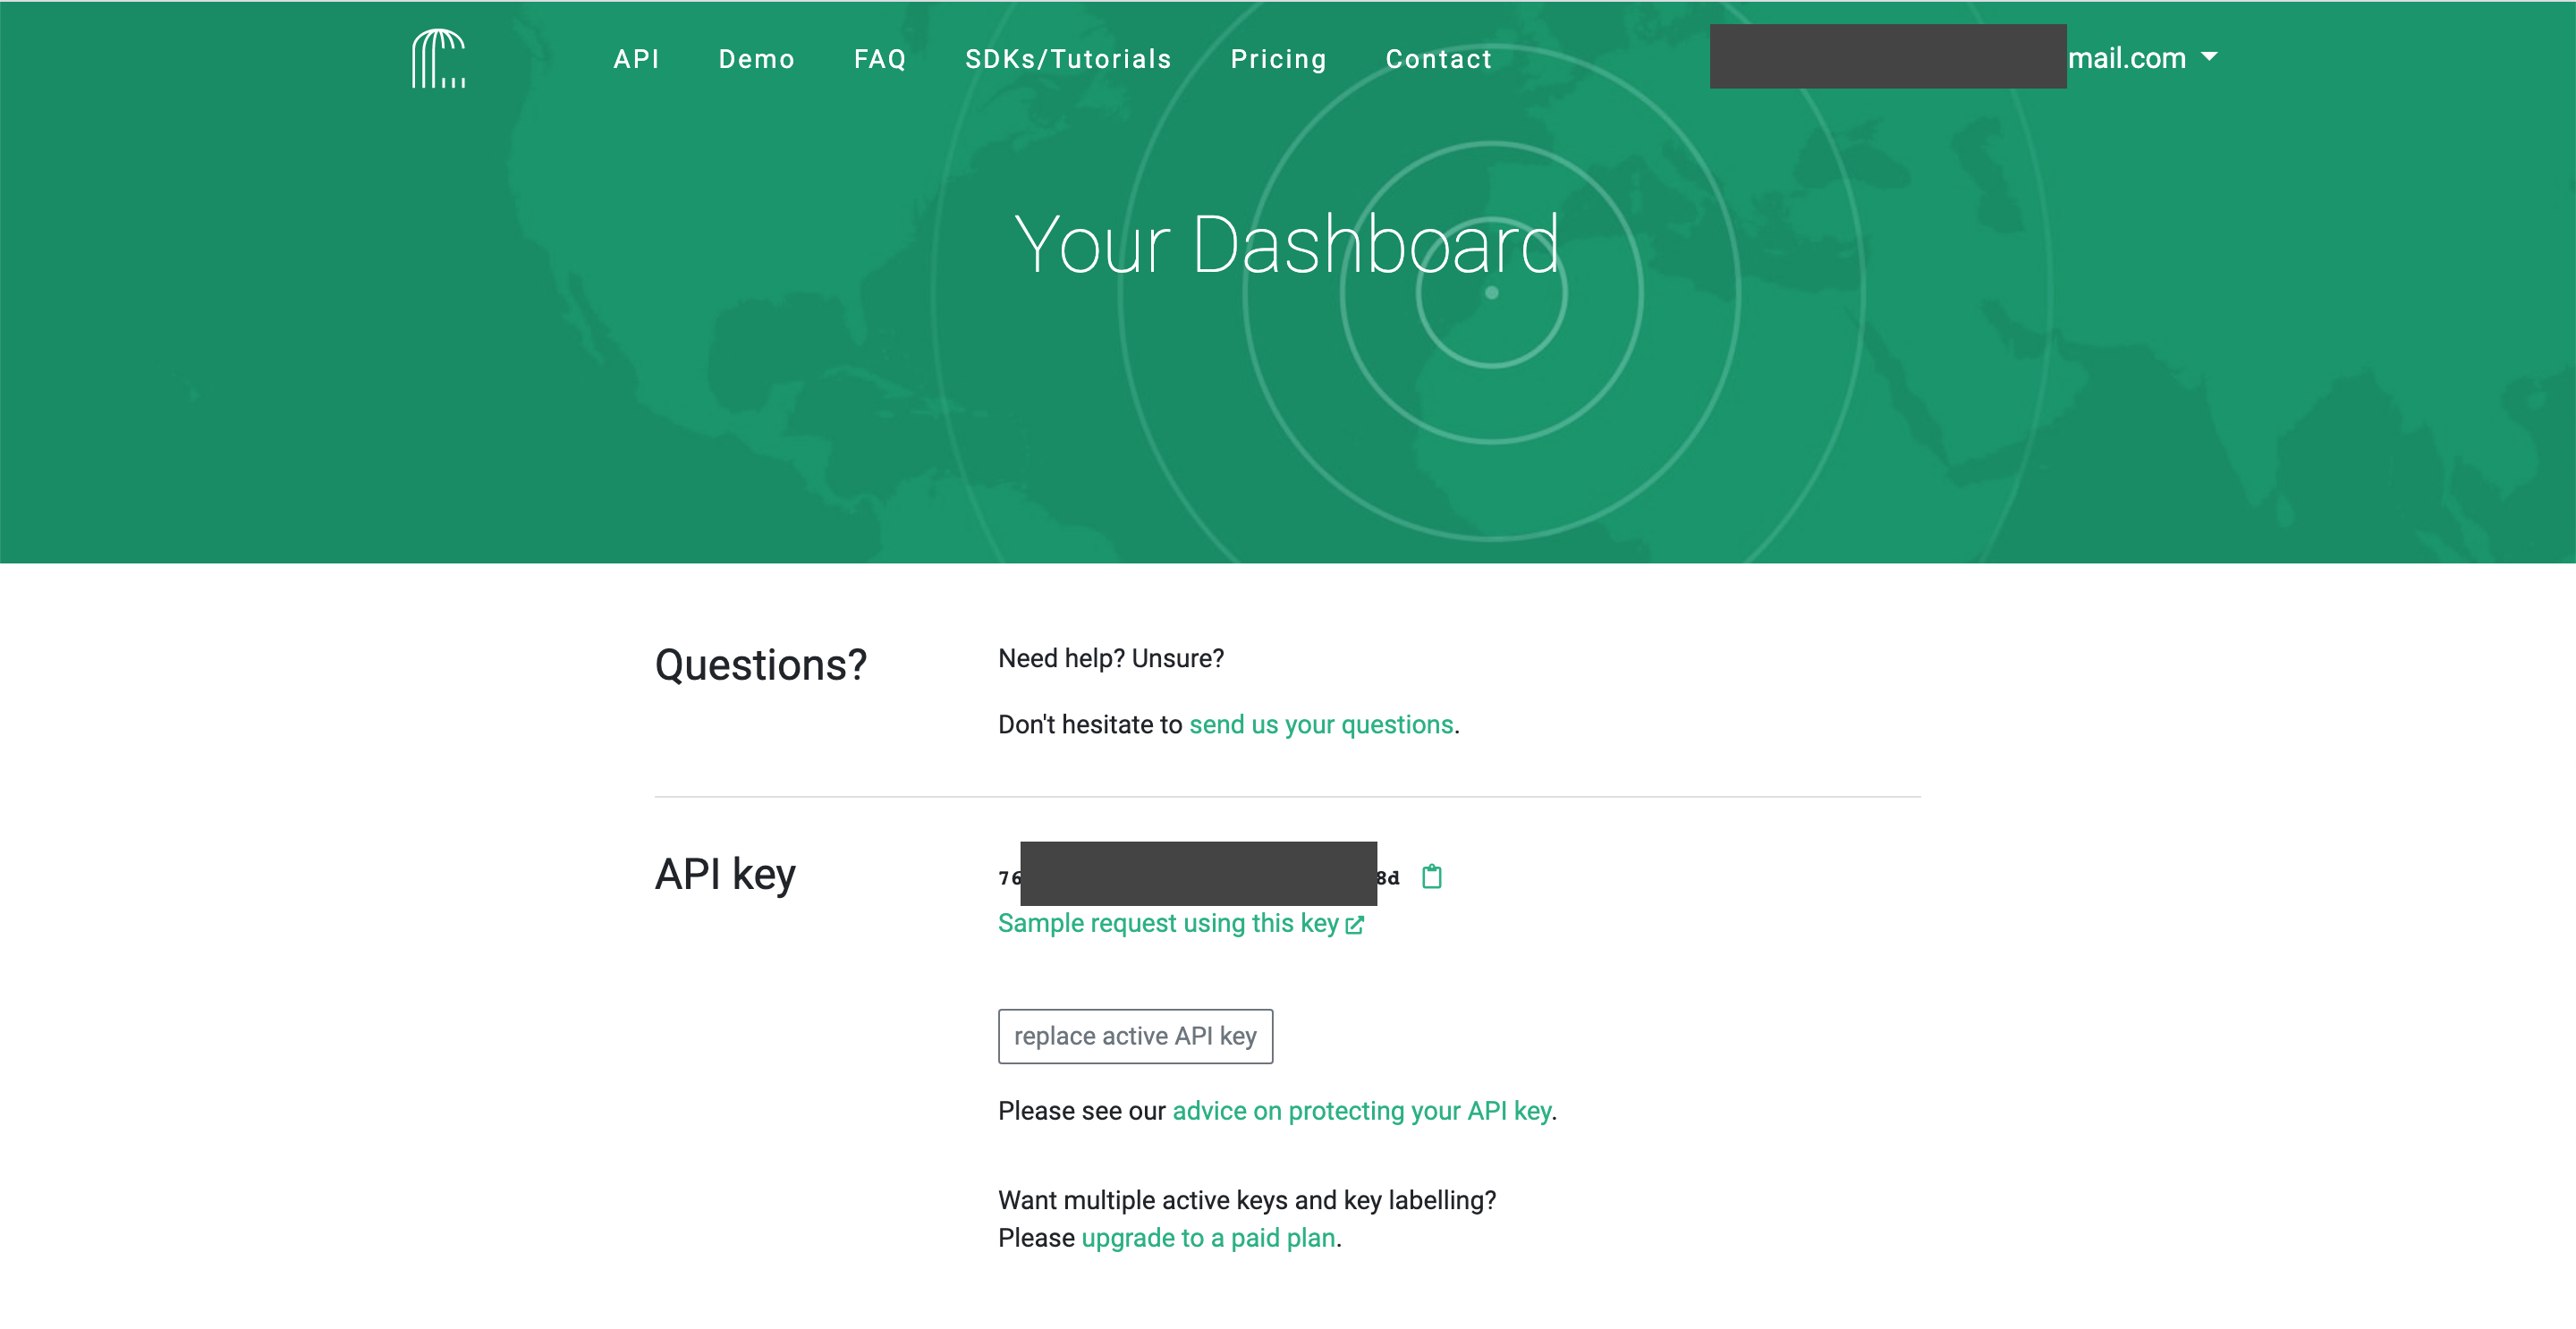 API Demo FAQ SDKs/Tutorials Pricing Contact mail.com
Your Dashboard
Questions?
Need help? Unsure?
Don't hesitate to send us your questions.
API key
76 8d
Sample request using this key
replace active API key
Please see our advice on protecting your API key.
Want multiple active keys and key labelling?
Please upgrade to a paid plan.